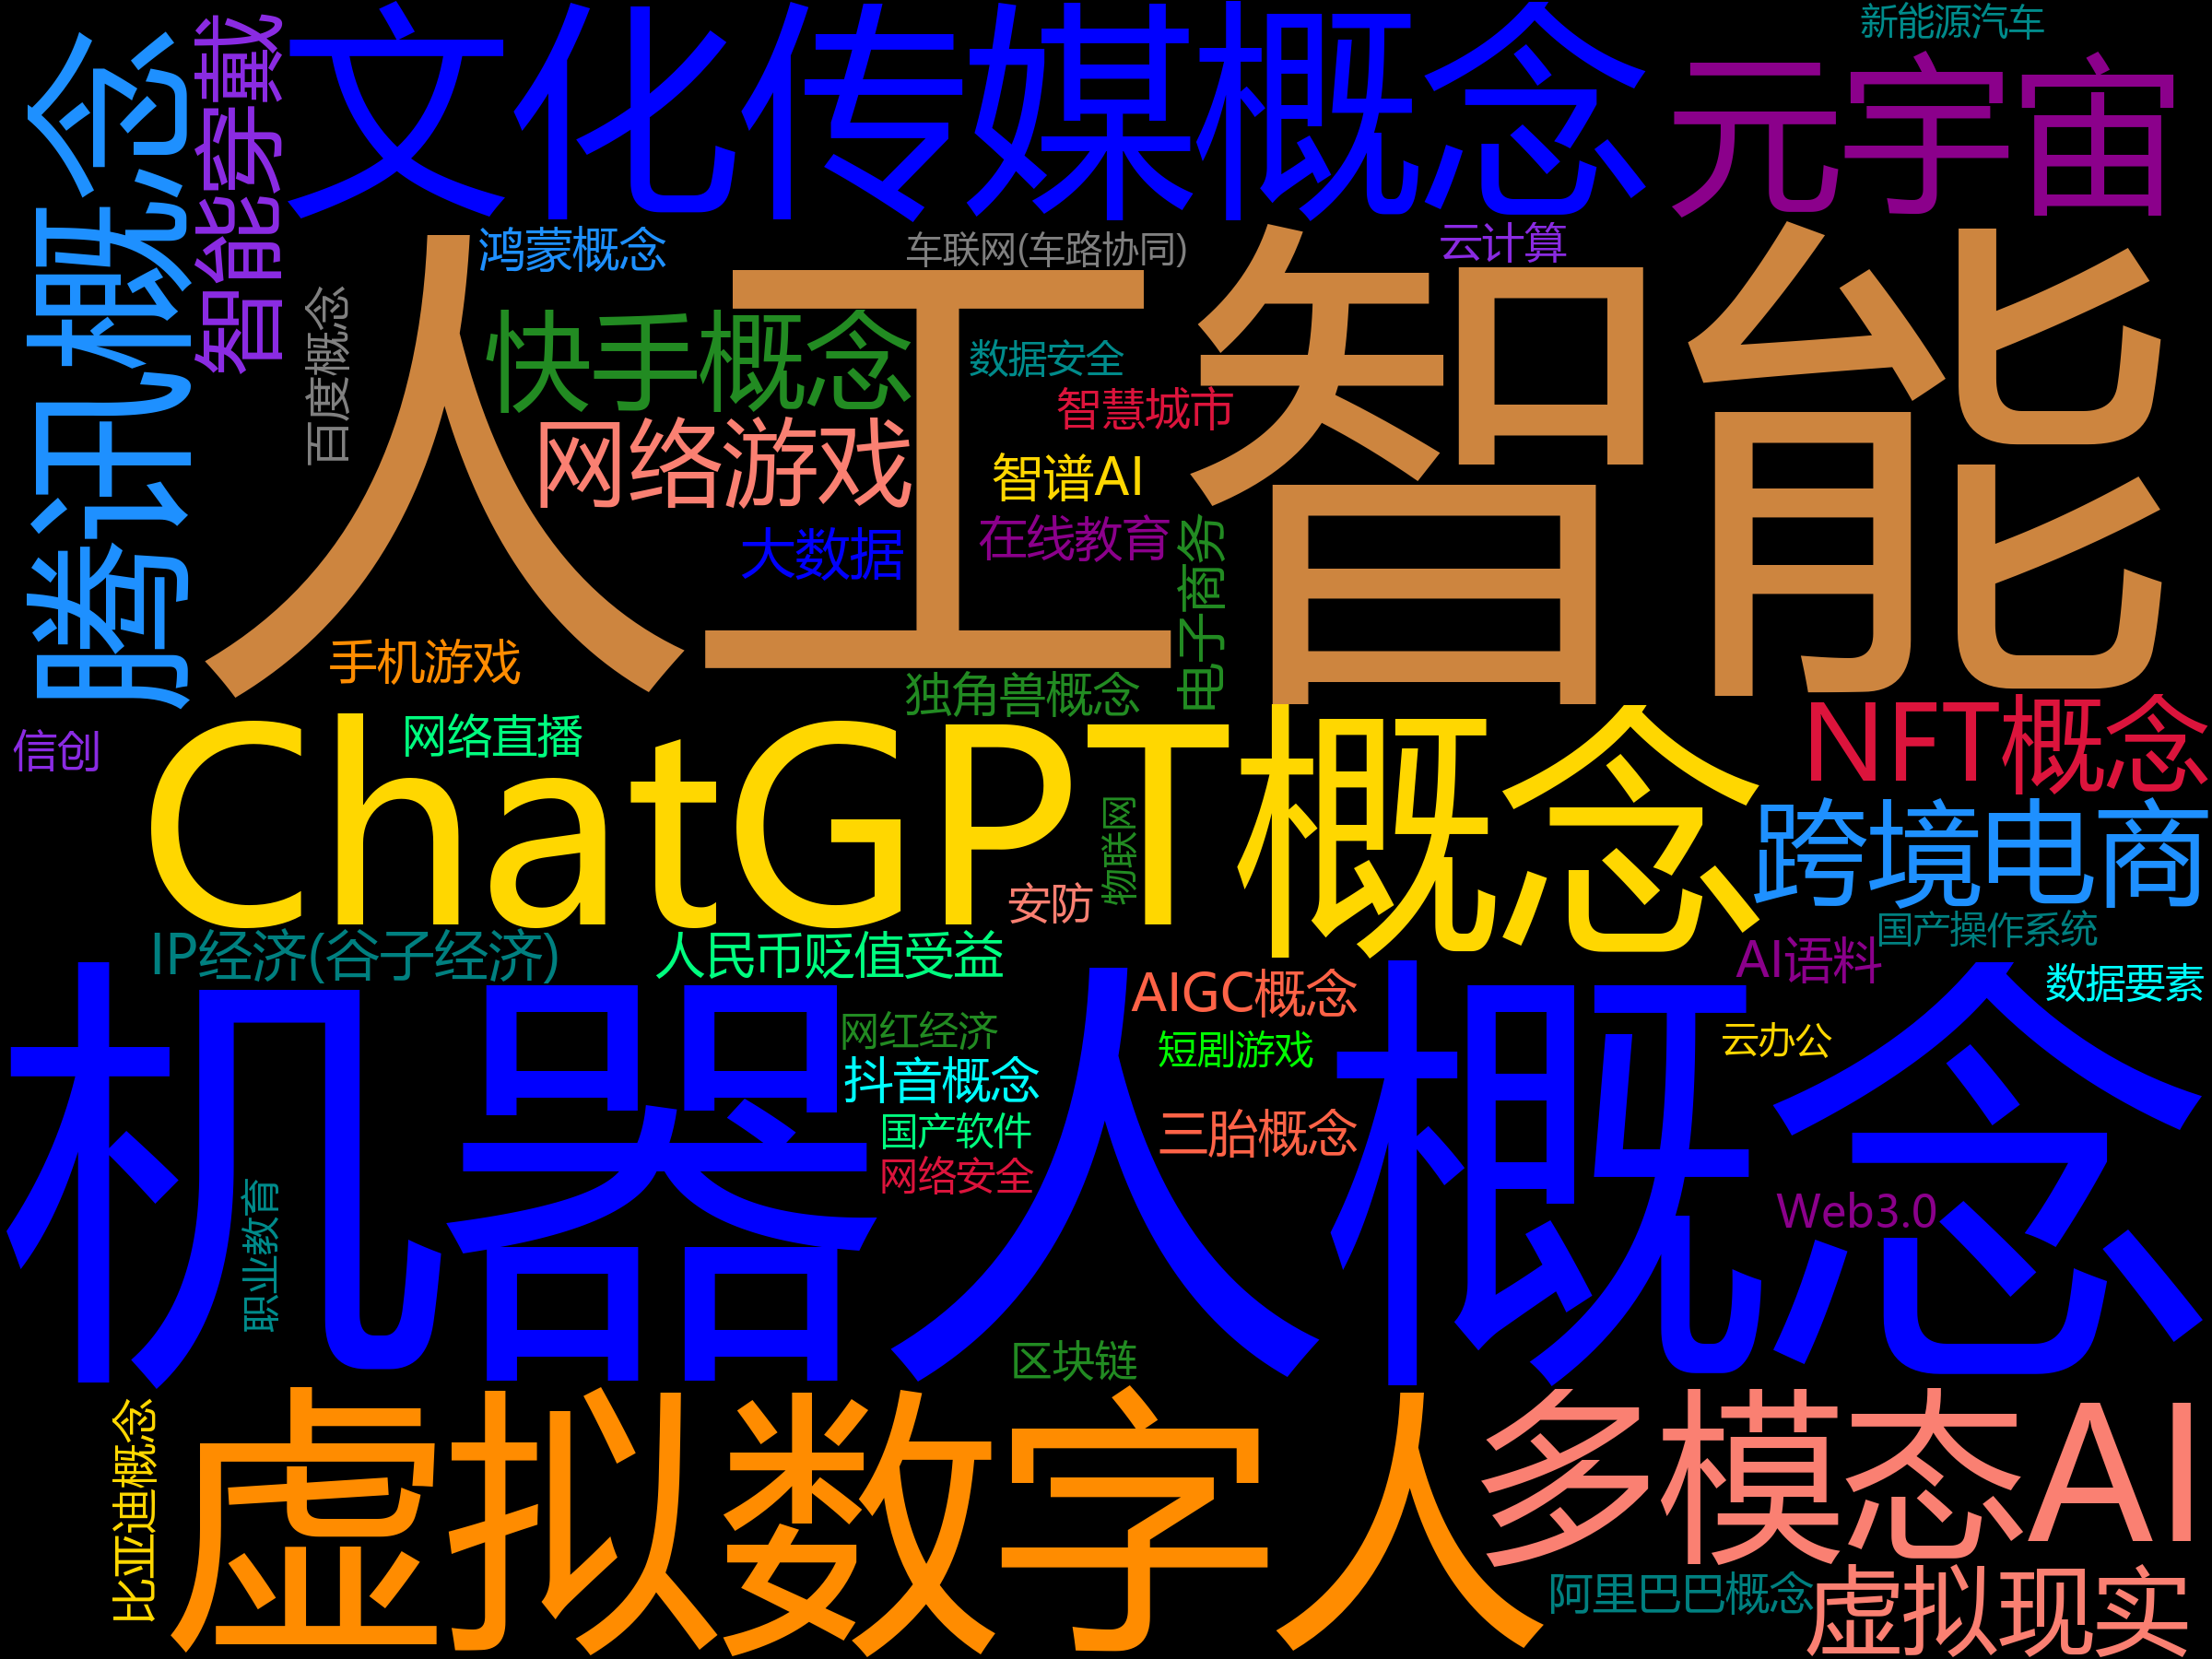 新能源汽车
文化传媒概念
元宇宙
腾讯概念
智能穿戴
鸿蒙概念
车联网(车路协同)
云计算
人工智能
百度概念
快手概念
数据安全
智慧城市
网络游戏
智谱AI
在线教育
大数据
电子商务
手机游戏
独角兽概念
网络直播
信创
ChatGPT概念
NFT概念
跨境电商
物联网
安防
国产操作系统
IP经济(谷子经济)
人民币贬值受益
AI语料
AIGC概念
数据要素
机器人概念
网红经济
短剧游戏
云办公
抖音概念
国产软件
三胎概念
网络安全
职业教育
Web3.0
区块链
比亚迪概念
虚拟数字人
多模态AI
阿里巴巴概念
虚拟现实